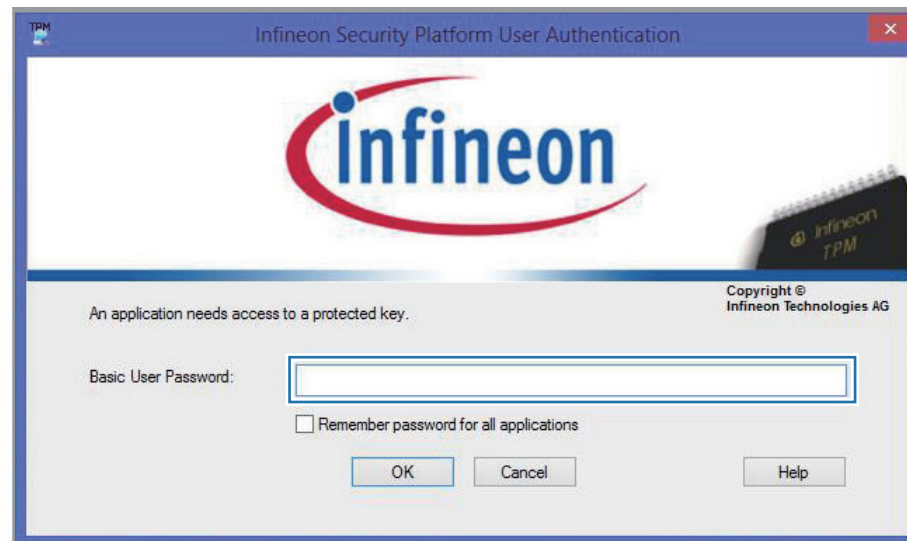 TPM
Infineon Security Platform User Authentication
infineon
infineon
TPM
Copyright ©
Infineon Technologies AG
An application needs access to a protected key.
Basic User Password:
Remember password for all applications
OK
Cancel
Help